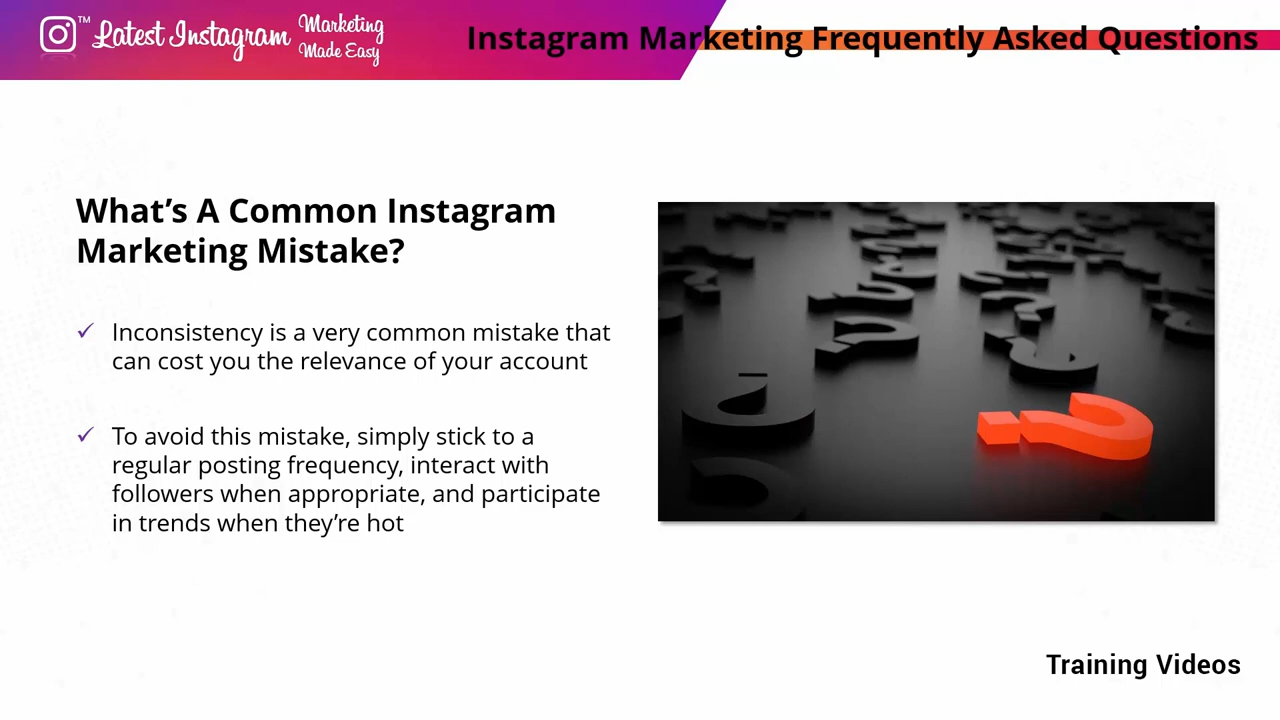 TM
Latest Instagram
Marketing
Made Easy
Instagram Marketing Frequently Asked Questions
What’s A Common Instagram
Marketing Mistake?
✓ Inconsistency is a very common mistake that
can cost you the relevance of your account
✓ To avoid this mistake, simply stick to a
regular posting frequency, interact with
followers when appropriate, and participate
in trends when they’re hot
Training Videos